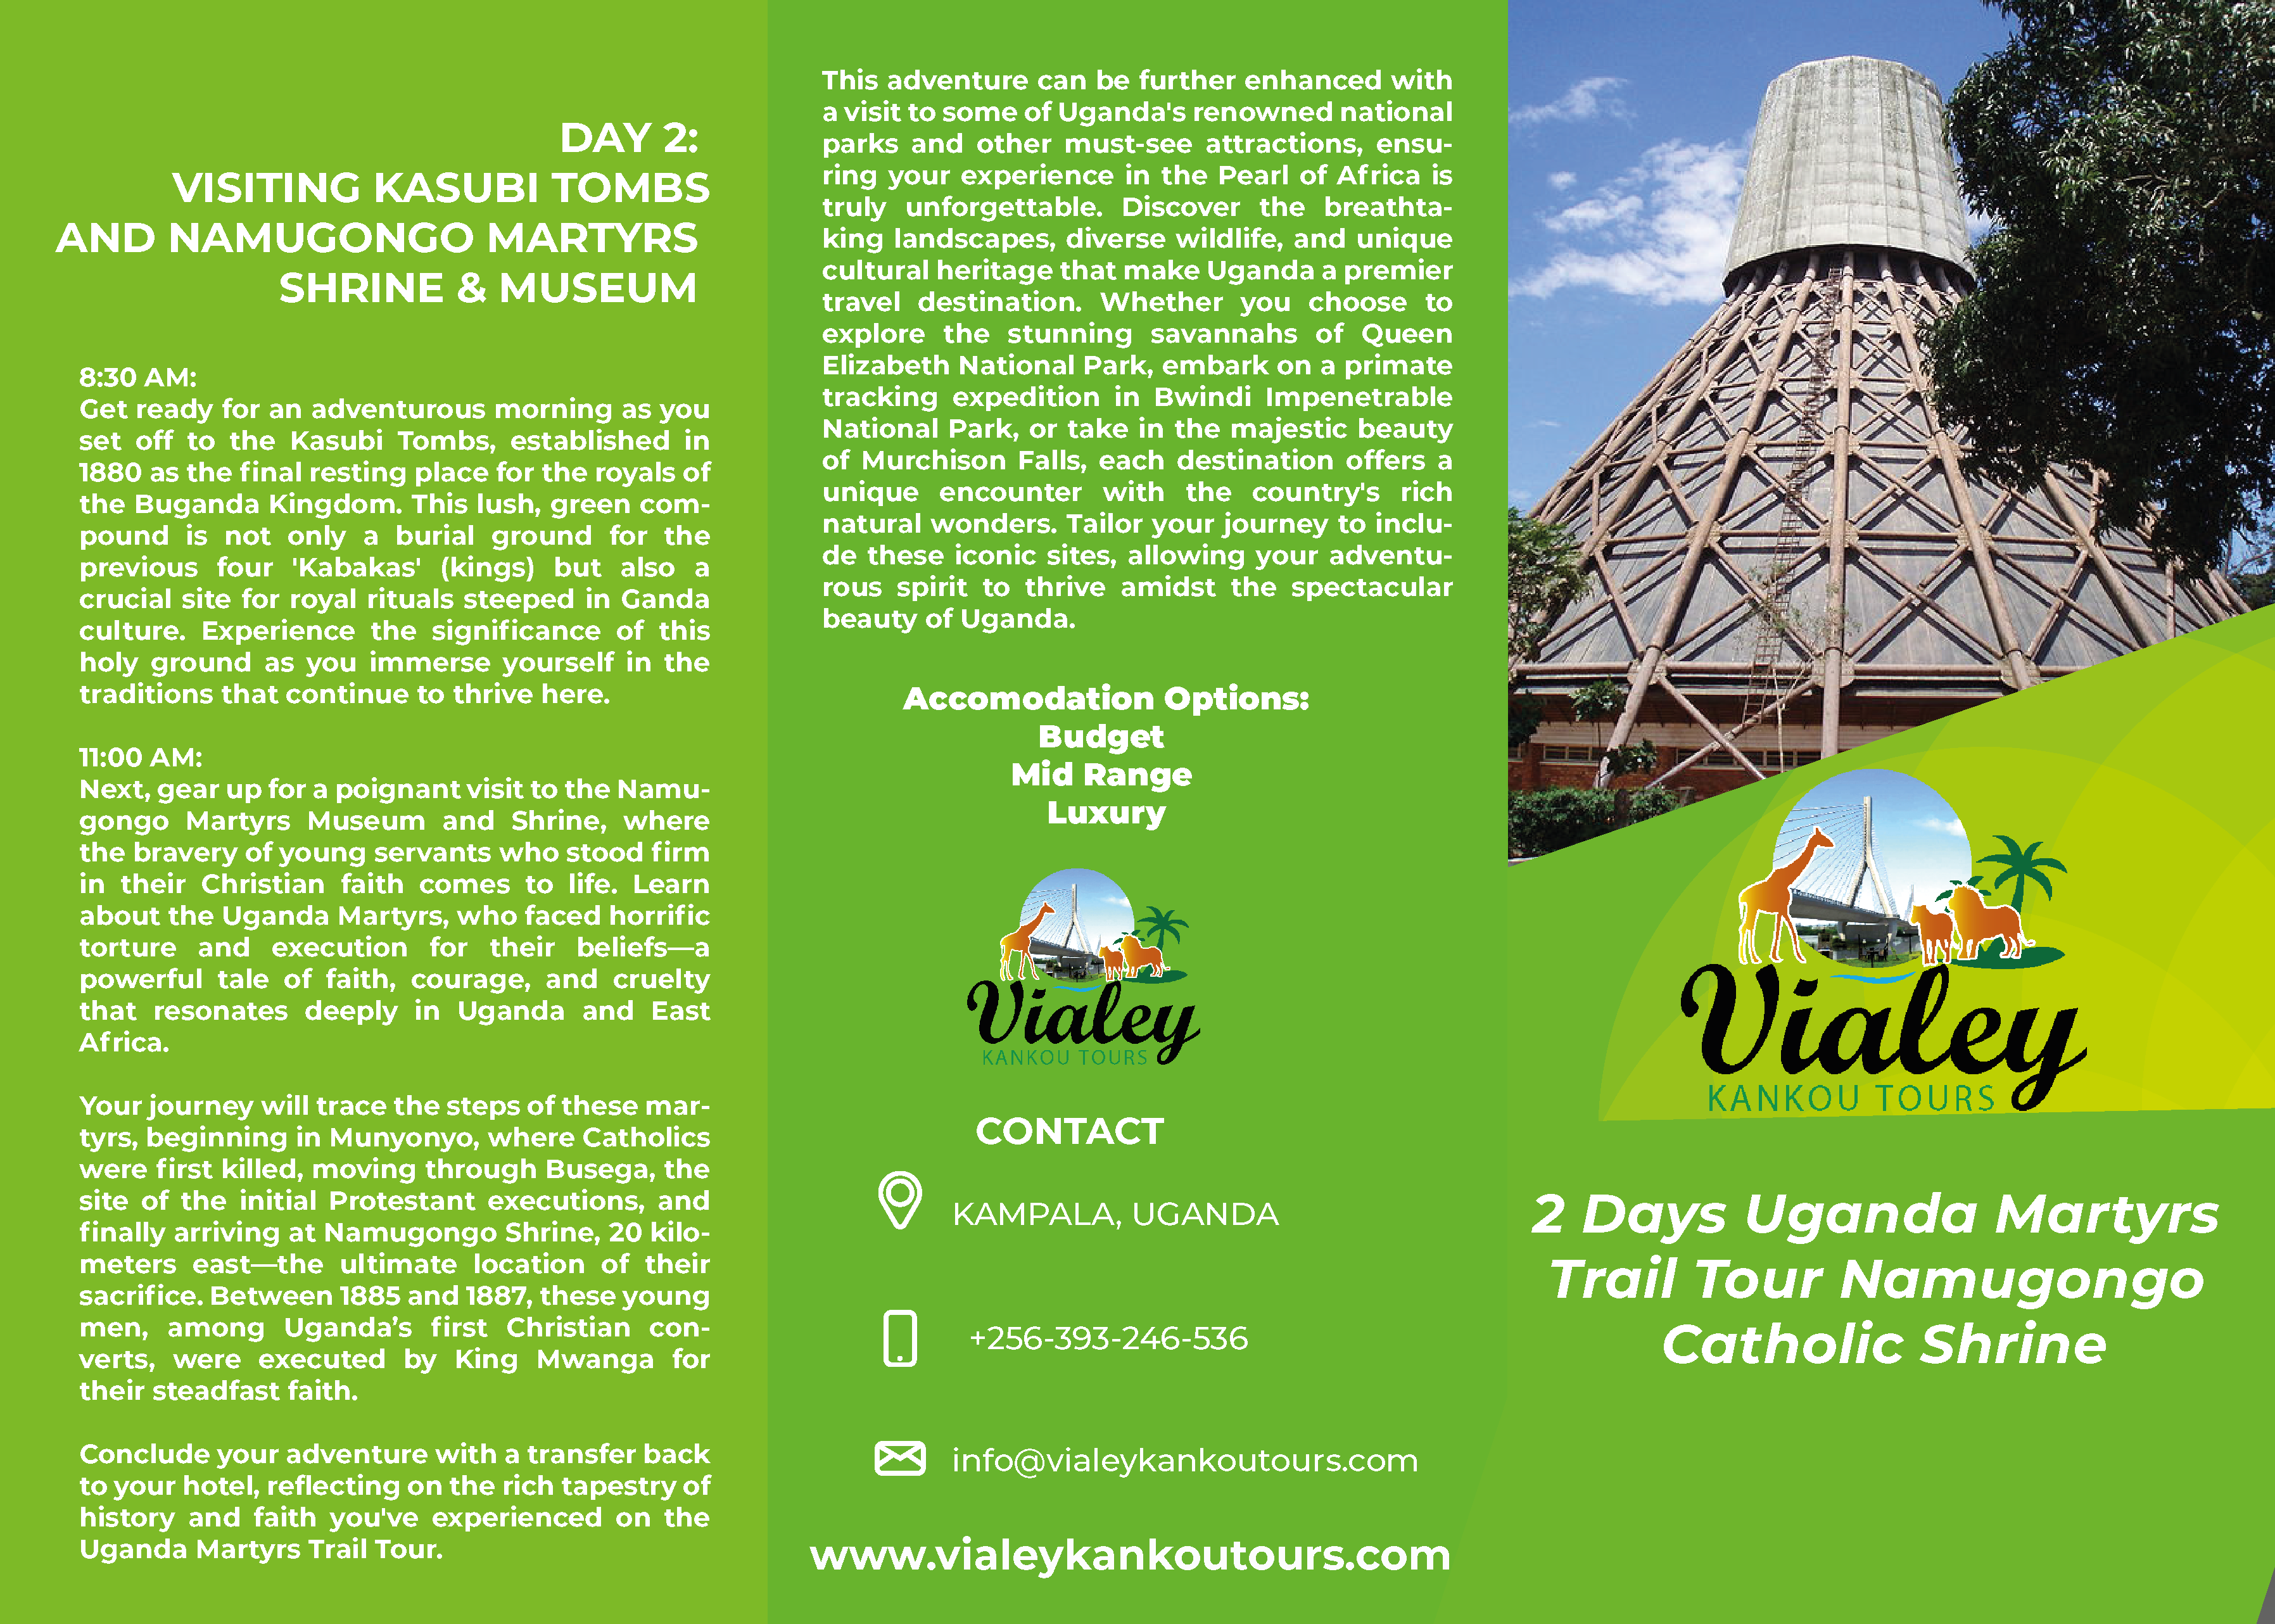 DAY 2:
VISITING KASUBI TOMBS
AND NAMUGONGO MARTYRS
SHRINE & MUSEUM
8:30 AM:
Get ready for an adventurous morning as you
set off to the Kasubi Tombs, established in
1880 as the final resting place for the royals of
the Buganda Kingdom. This lush, green com-
pound is not only a burial ground for the
previous four 'Kabakas' (kings) but also a
crucial site for royal rituals steeped in Ganda
culture. Experience the significance of this
holy ground as you immerse yourself in the
traditions that continue to thrive here.
11:00 AM:
Next, gear up for a poignant visit to the Namu-
gongo Martyrs Museum and Shrine, where
the bravery of young servants who stood firm
in their Christian faith comes to life. Learn
about the Uganda Martyrs, who faced horrific
torture and execution for their beliefs—a
powerful tale of faith, courage, and cruelty
that resonates deeply in Uganda and East
Africa.
Your journey will trace the steps of these mar-
tyrs, beginning in Munyonyo, where Catholics
were first killed, moving through Busega, the
site of the initial Protestant executions, and
finally arriving at Namugongo Shrine, 20 kilo-
meters east—the ultimate location of their
sacrifice. Between 1885 and 1887, these young
men, among Uganda’s first Christian con-
verts, were executed by King Mwanga for
their steadfast faith.
Conclude your adventure with a transfer back
to your hotel, reflecting on the rich tapestry of
history and faith you've experienced on the
Uganda Martyrs Trail Tour.
This adventure can be further enhanced with
a visit to some of Uganda's renowned national
parks and other must-see attractions, ensu-
ring your experience in the Pearl of Africa is
truly unforgettable. Discover the breathta-
king landscapes, diverse wildlife, and unique
cultural heritage that make Uganda a premier
travel destination. Whether you choose to
explore the stunning savannahs of Queen
Elizabeth National Park, embark on a primate
tracking expedition in Bwindi Impenetrable
National Park, or take in the majestic beauty
of Murchison Falls, each destination offers a
unique encounter with the country's rich
natural wonders. Tailor your journey to inclu-
de these iconic sites, allowing your adventu-
rous spirit to thrive amidst the spectacular
beauty of Uganda.
Accomodation Options:
Budget
Mid Range
Luxury
Vialey
KANKOU TOURS
CONTACT
KAMPALA, UGANDA
+256-393-246-536
info@vialeykankoutours.com
www.vialeykankoutours.com
Vialey
KANKOU TOURS
2 Days Uganda Martyrs
Trail Tour Namugongo
Catholic Shrine